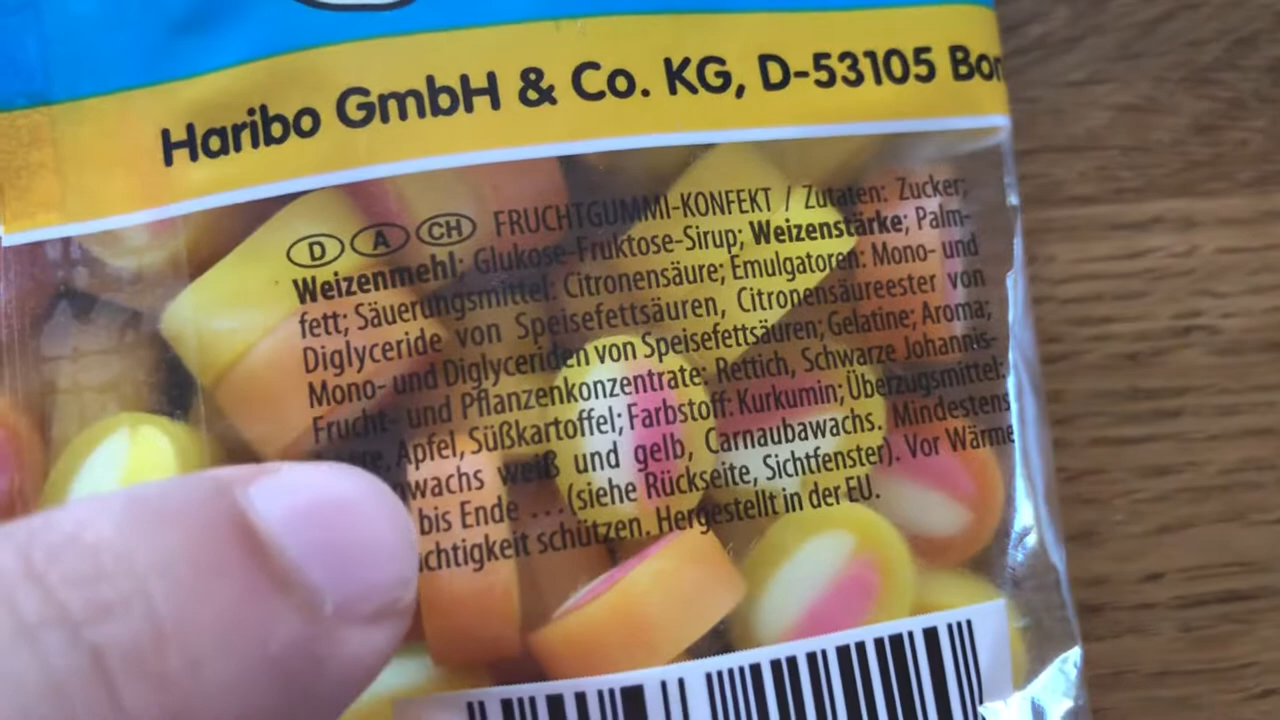 Haribo GmbH & Co. KG, D-53105 Bon
D A CH FRUCHTGUMMI-KONFEKT / Zutaten: Zucker;
Weizenmehl; Glukose-Fruktose-Sirup; Weizenstärke; Palm-
fett; Säuerungsmittel: Citronensäure; Emulgatoren: Mono- und
Diglyceride von Speisefettsäuren, Citronensäureester von
Mono- und Diglyceriden von Speisefettsäuren; Gelatine; Aroma;
Frucht- und Pflanzenkonzentrate: Rettich, Schwarze Johannis-
Apfel, Süßkartoffel; Farbstoff: Kurkumin; Überzugsmittel:
nwachs weiß und gelb, Carnaubawachs. Mindestens
bis Ende ... (siehe Rückseite, Sichtfenster). Vor Wärme
chtigkeit schützen. Hergestellt in der EU.